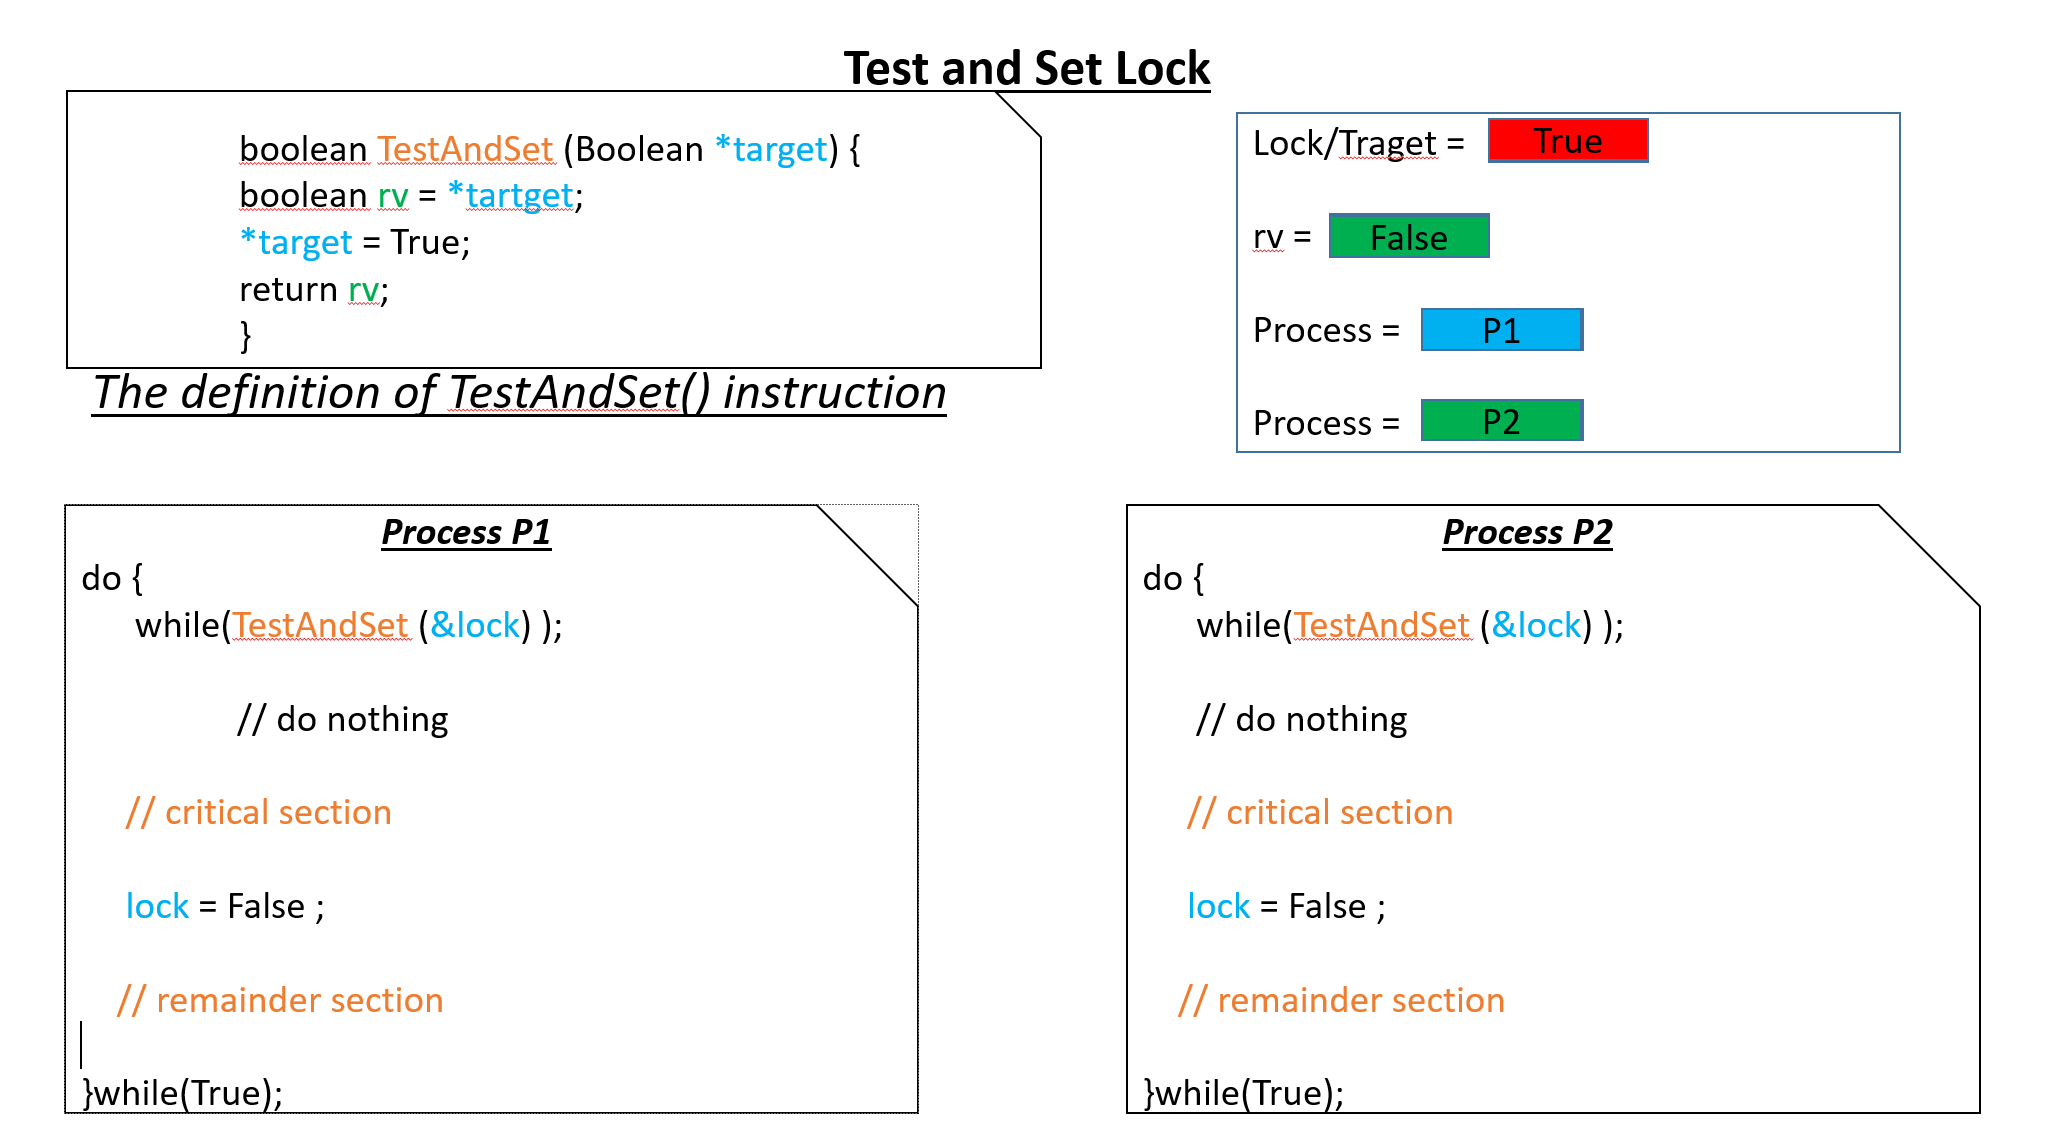 Test and Set Lock
boolean TestAndSet (Boolean *target) {
boolean rv = *tartget;
*target = True;
return rv;
}
The definition of TestAndSet() instruction
Lock/Traget = True
rv = False
Process = P1
Process = P2
Process P1
do {
while(TestAndSet (&lock) );
// do nothing
// critical section
lock = False ;
// remainder section
}while(True);
Process P2
do {
while(TestAndSet (&lock) );
// do nothing
// critical section
lock = False ;
// remainder section
}while(True);